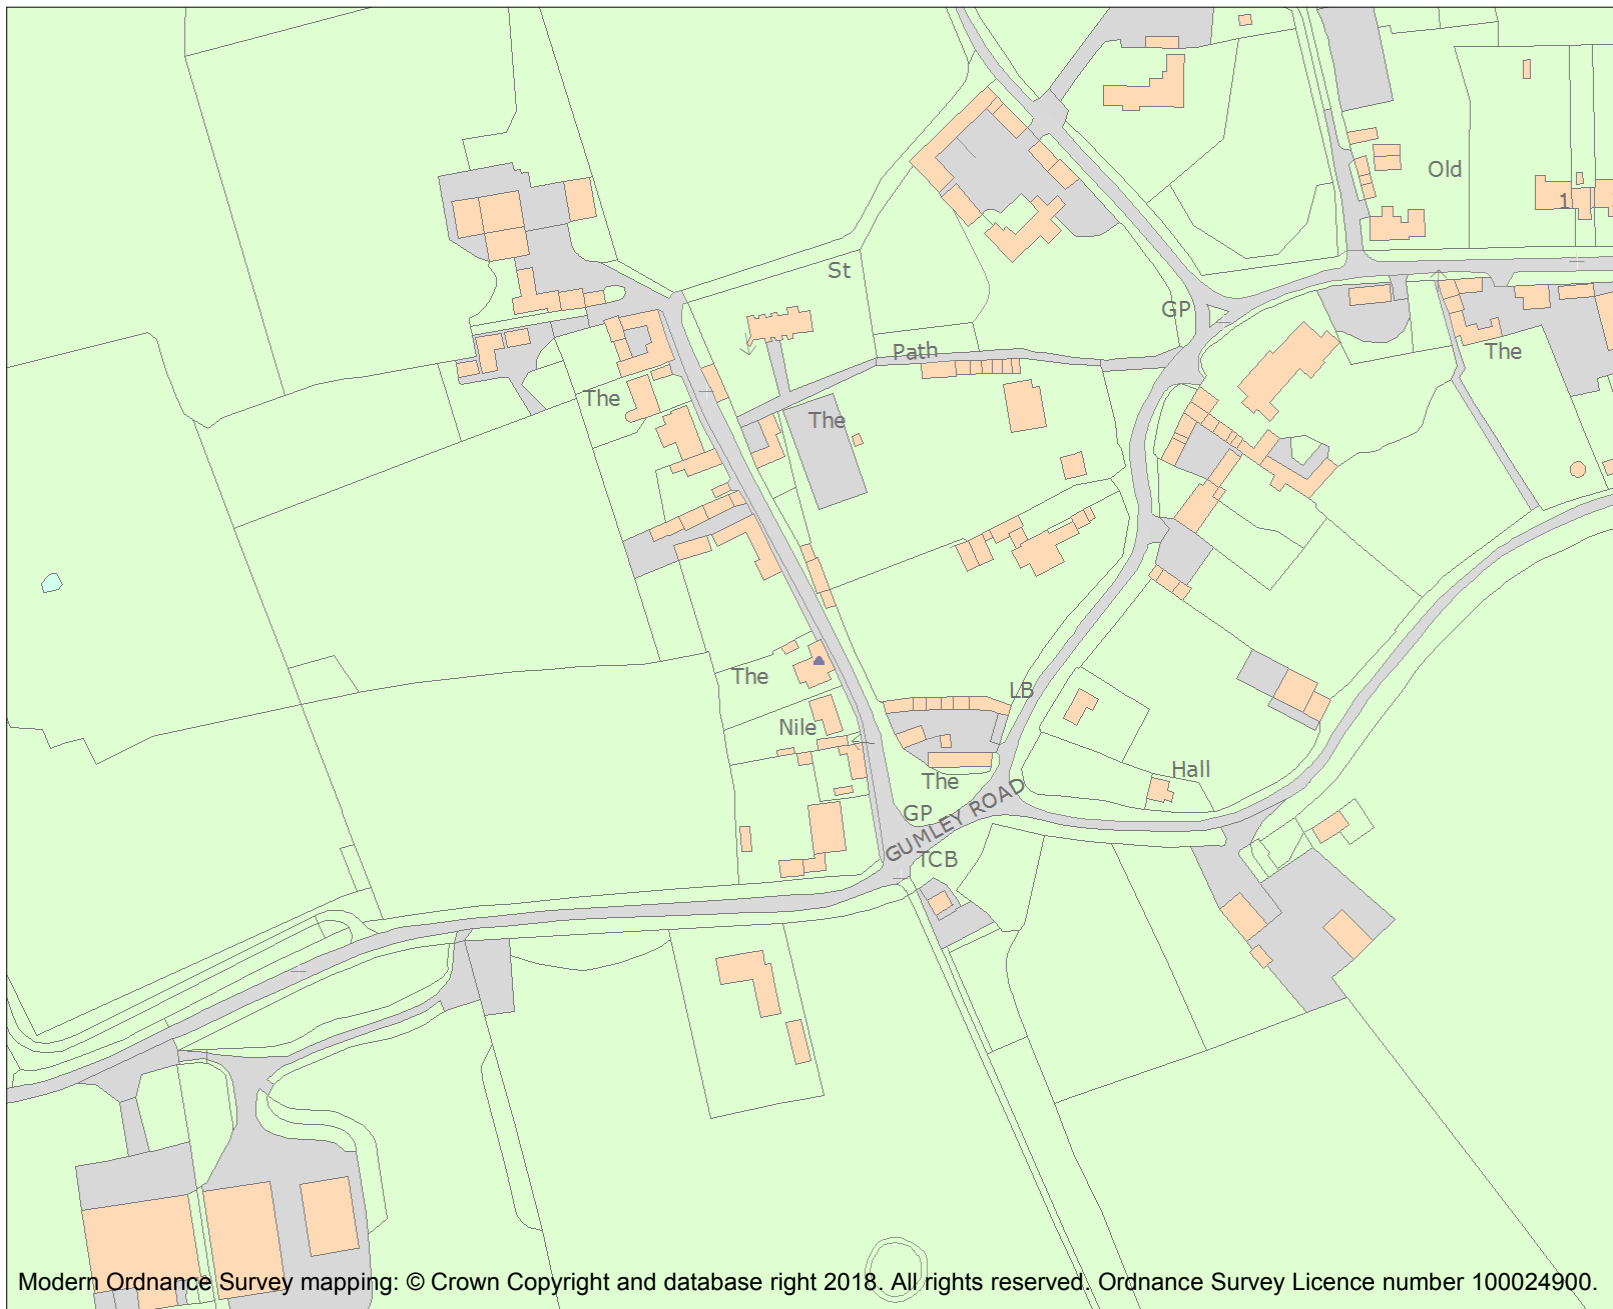 Old
1
St
GP
Path
The
The
The
The
LB
Nile
Hall
The
GP
GUMLEY ROAD
TCB
Modern Ordnance Survey mapping: © Crown Copyright and database right 2018. All rights reserved. Ordnance Survey Licence number 100024900.